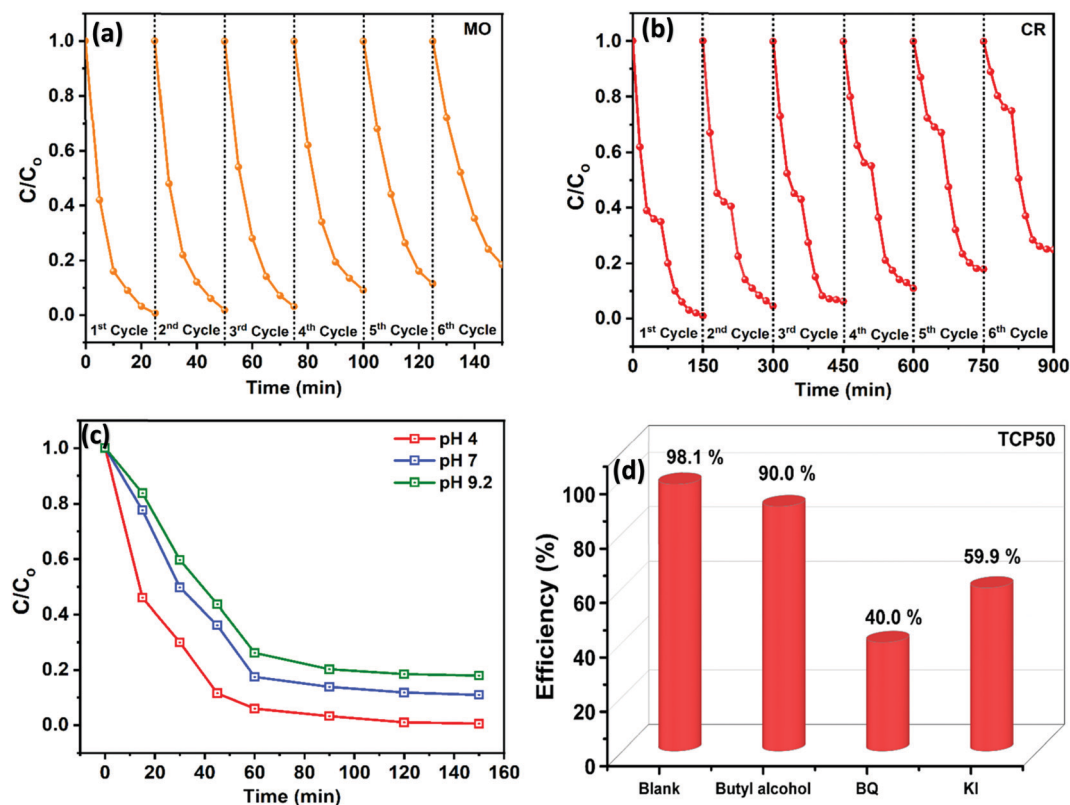 (a)
MO
C/Co
1.0
0.8
0.6
0.4
0.2
0.0
1st Cycle 2nd Cycle 3rd Cycle 4th Cycle 5th Cycle 6th Cycle
0 20 40 60 80 100 120 140
Time (min)
(b)
CR
C/Co
1.0
0.8
0.6
0.4
0.2
0.0
1st Cycle 2nd Cycle 3rd Cycle 4th Cycle 5th Cycle 6th Cycle
0 150 300 450 600 750 900
Time (min)
(c)
pH 4
pH 7
pH 9.2
C/Co
1.0
0.8
0.6
0.4
0.2
0.0
0 20 40 60 80 100 120 140 160
Time (min)
(d)
TCP50
Efficiency (%)
100
80
60
40
20
0
98.1 %
90.0 %
40.0 %
59.9 %
Blank Butyl alcohol BQ KI